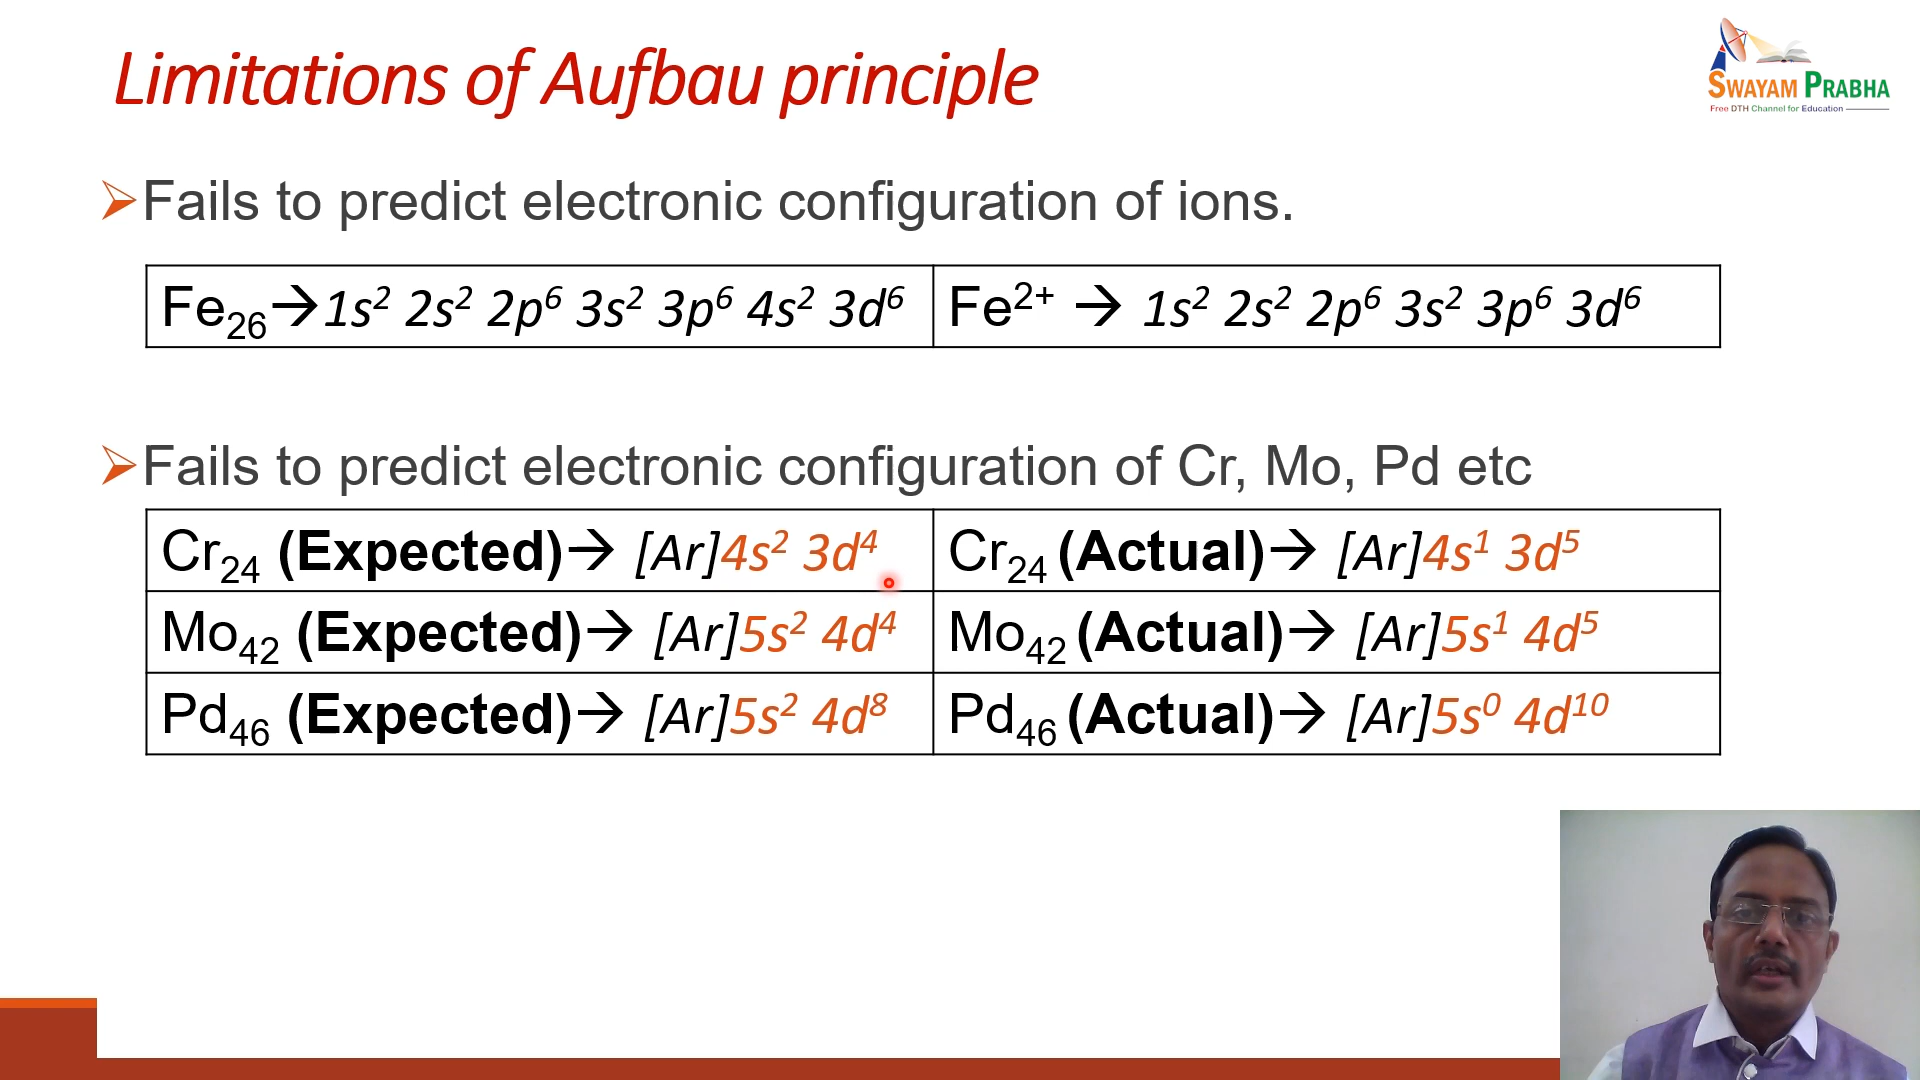 Limitations of Aufbau principle
SWAYAM PRABHA
Free DTH Channel for Education
➢Fails to predict electronic configuration of ions.
Fe₂₆→1s² 2s² 2p⁶ 3s² 3p⁶ 4s² 3d⁶ Fe²⁺ → 1s² 2s² 2p⁶ 3s² 3p⁶ 3d⁶
➢Fails to predict electronic configuration of Cr, Mo, Pd etc
Cr₂₄ (Expected)→ [Ar]4s² 3d⁴ Cr₂₄ (Actual)→ [Ar]4s¹ 3d⁵
Mo₄₂ (Expected)→ [Ar]5s² 4d⁴ Mo₄₂ (Actual)→ [Ar]5s¹ 4d⁵
Pd₄₆ (Expected)→ [Ar]5s² 4d⁸ Pd₄₆ (Actual)→ [Ar]5s⁰ 4d¹⁰